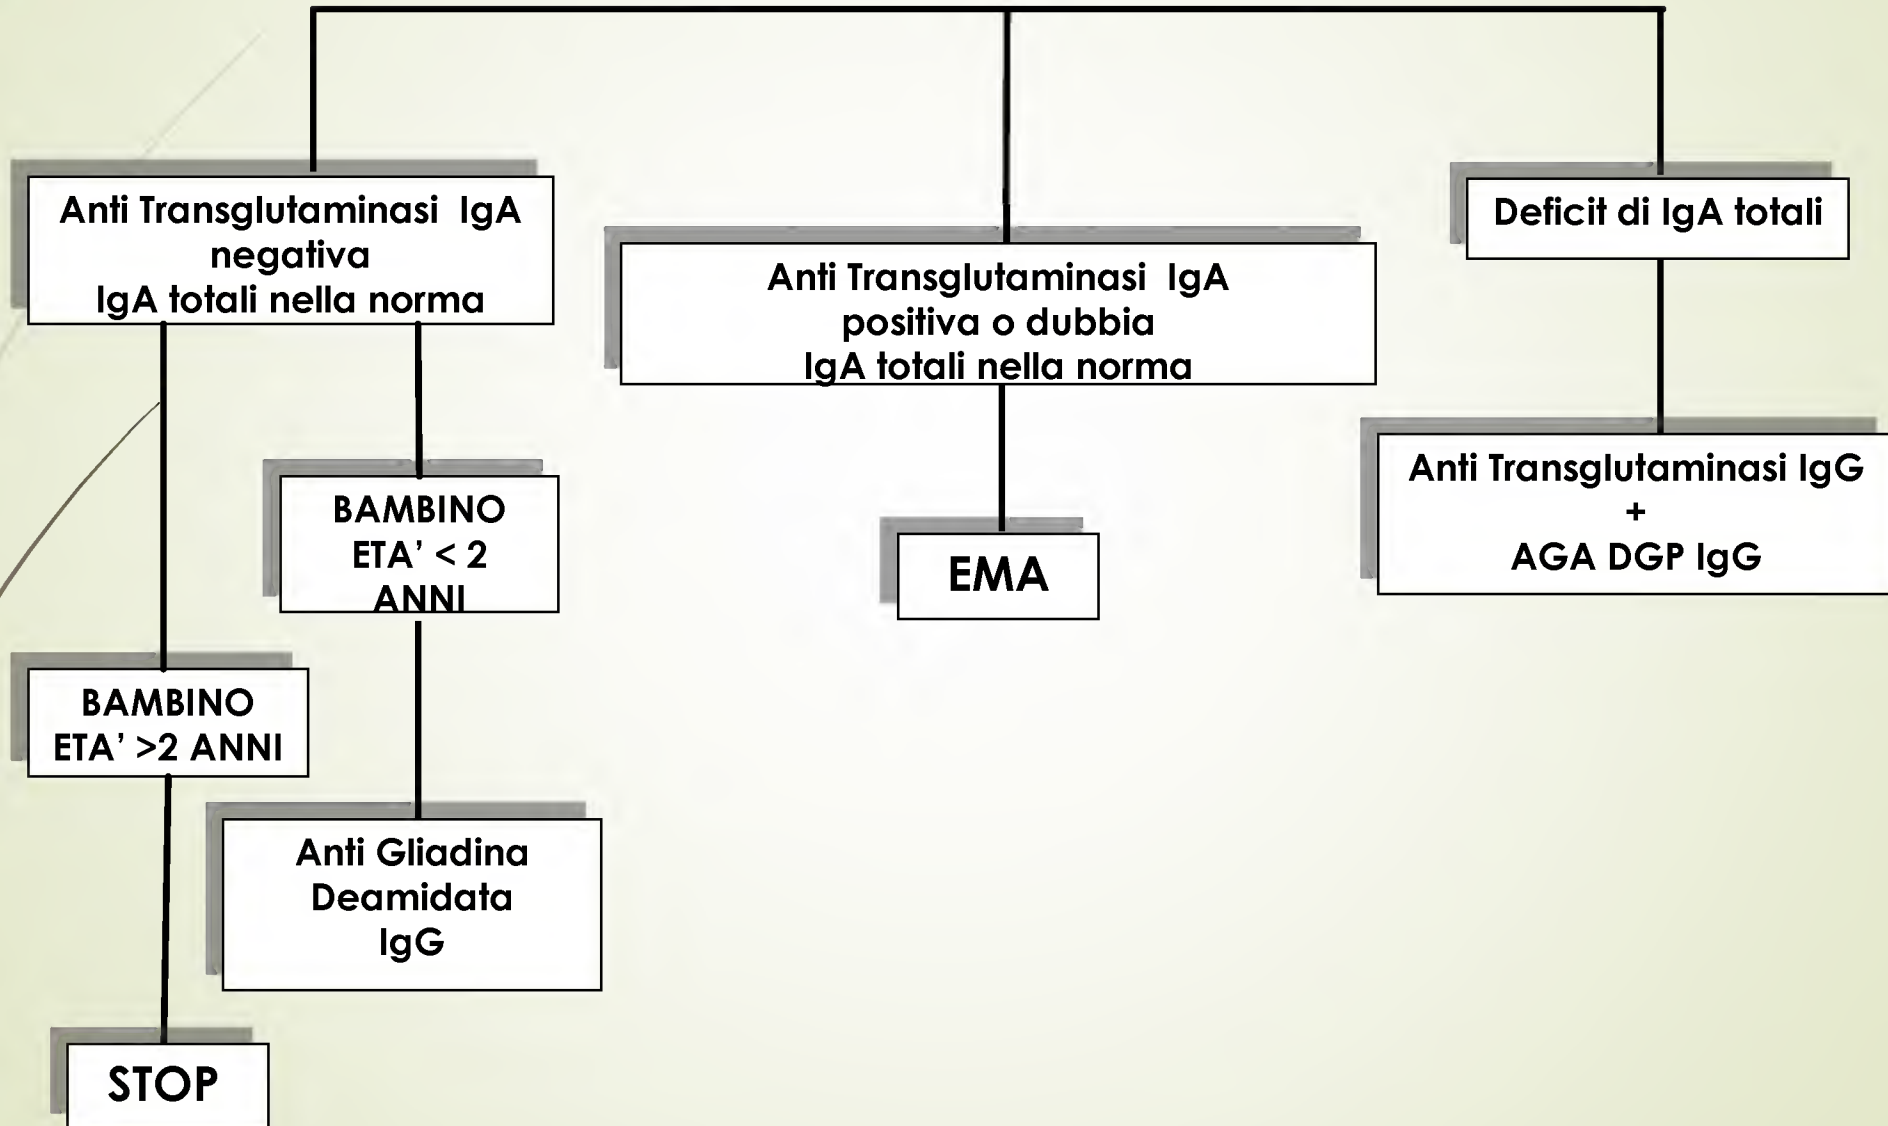 Anti Transglutaminasi IgA
negativa
IgA totali nella norma
BAMBINO
ETA' >2 ANNI
STOP
BAMBINO
ETA' < 2
ANNI
Anti Gliadina
Deamidata
IgG
Anti Transglutaminasi IgA
positiva o dubbia
IgA totali nella norma
EMA
Deficit di IgA totali
Anti Transglutaminasi IgG
+
AGA DGP IgG